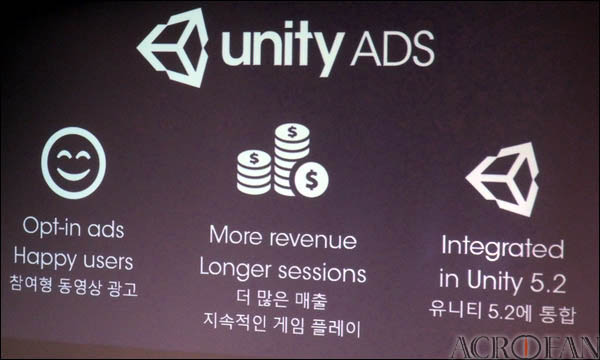 unity ADS
Opt-in ads
Happy users
참여형 동영상 광고
More revenue
Longer sessions
더 많은 매출
지속적인 게임 플레이
Integrated
in Unity 5.2
유니티 5.2에 통합
ACROFAN